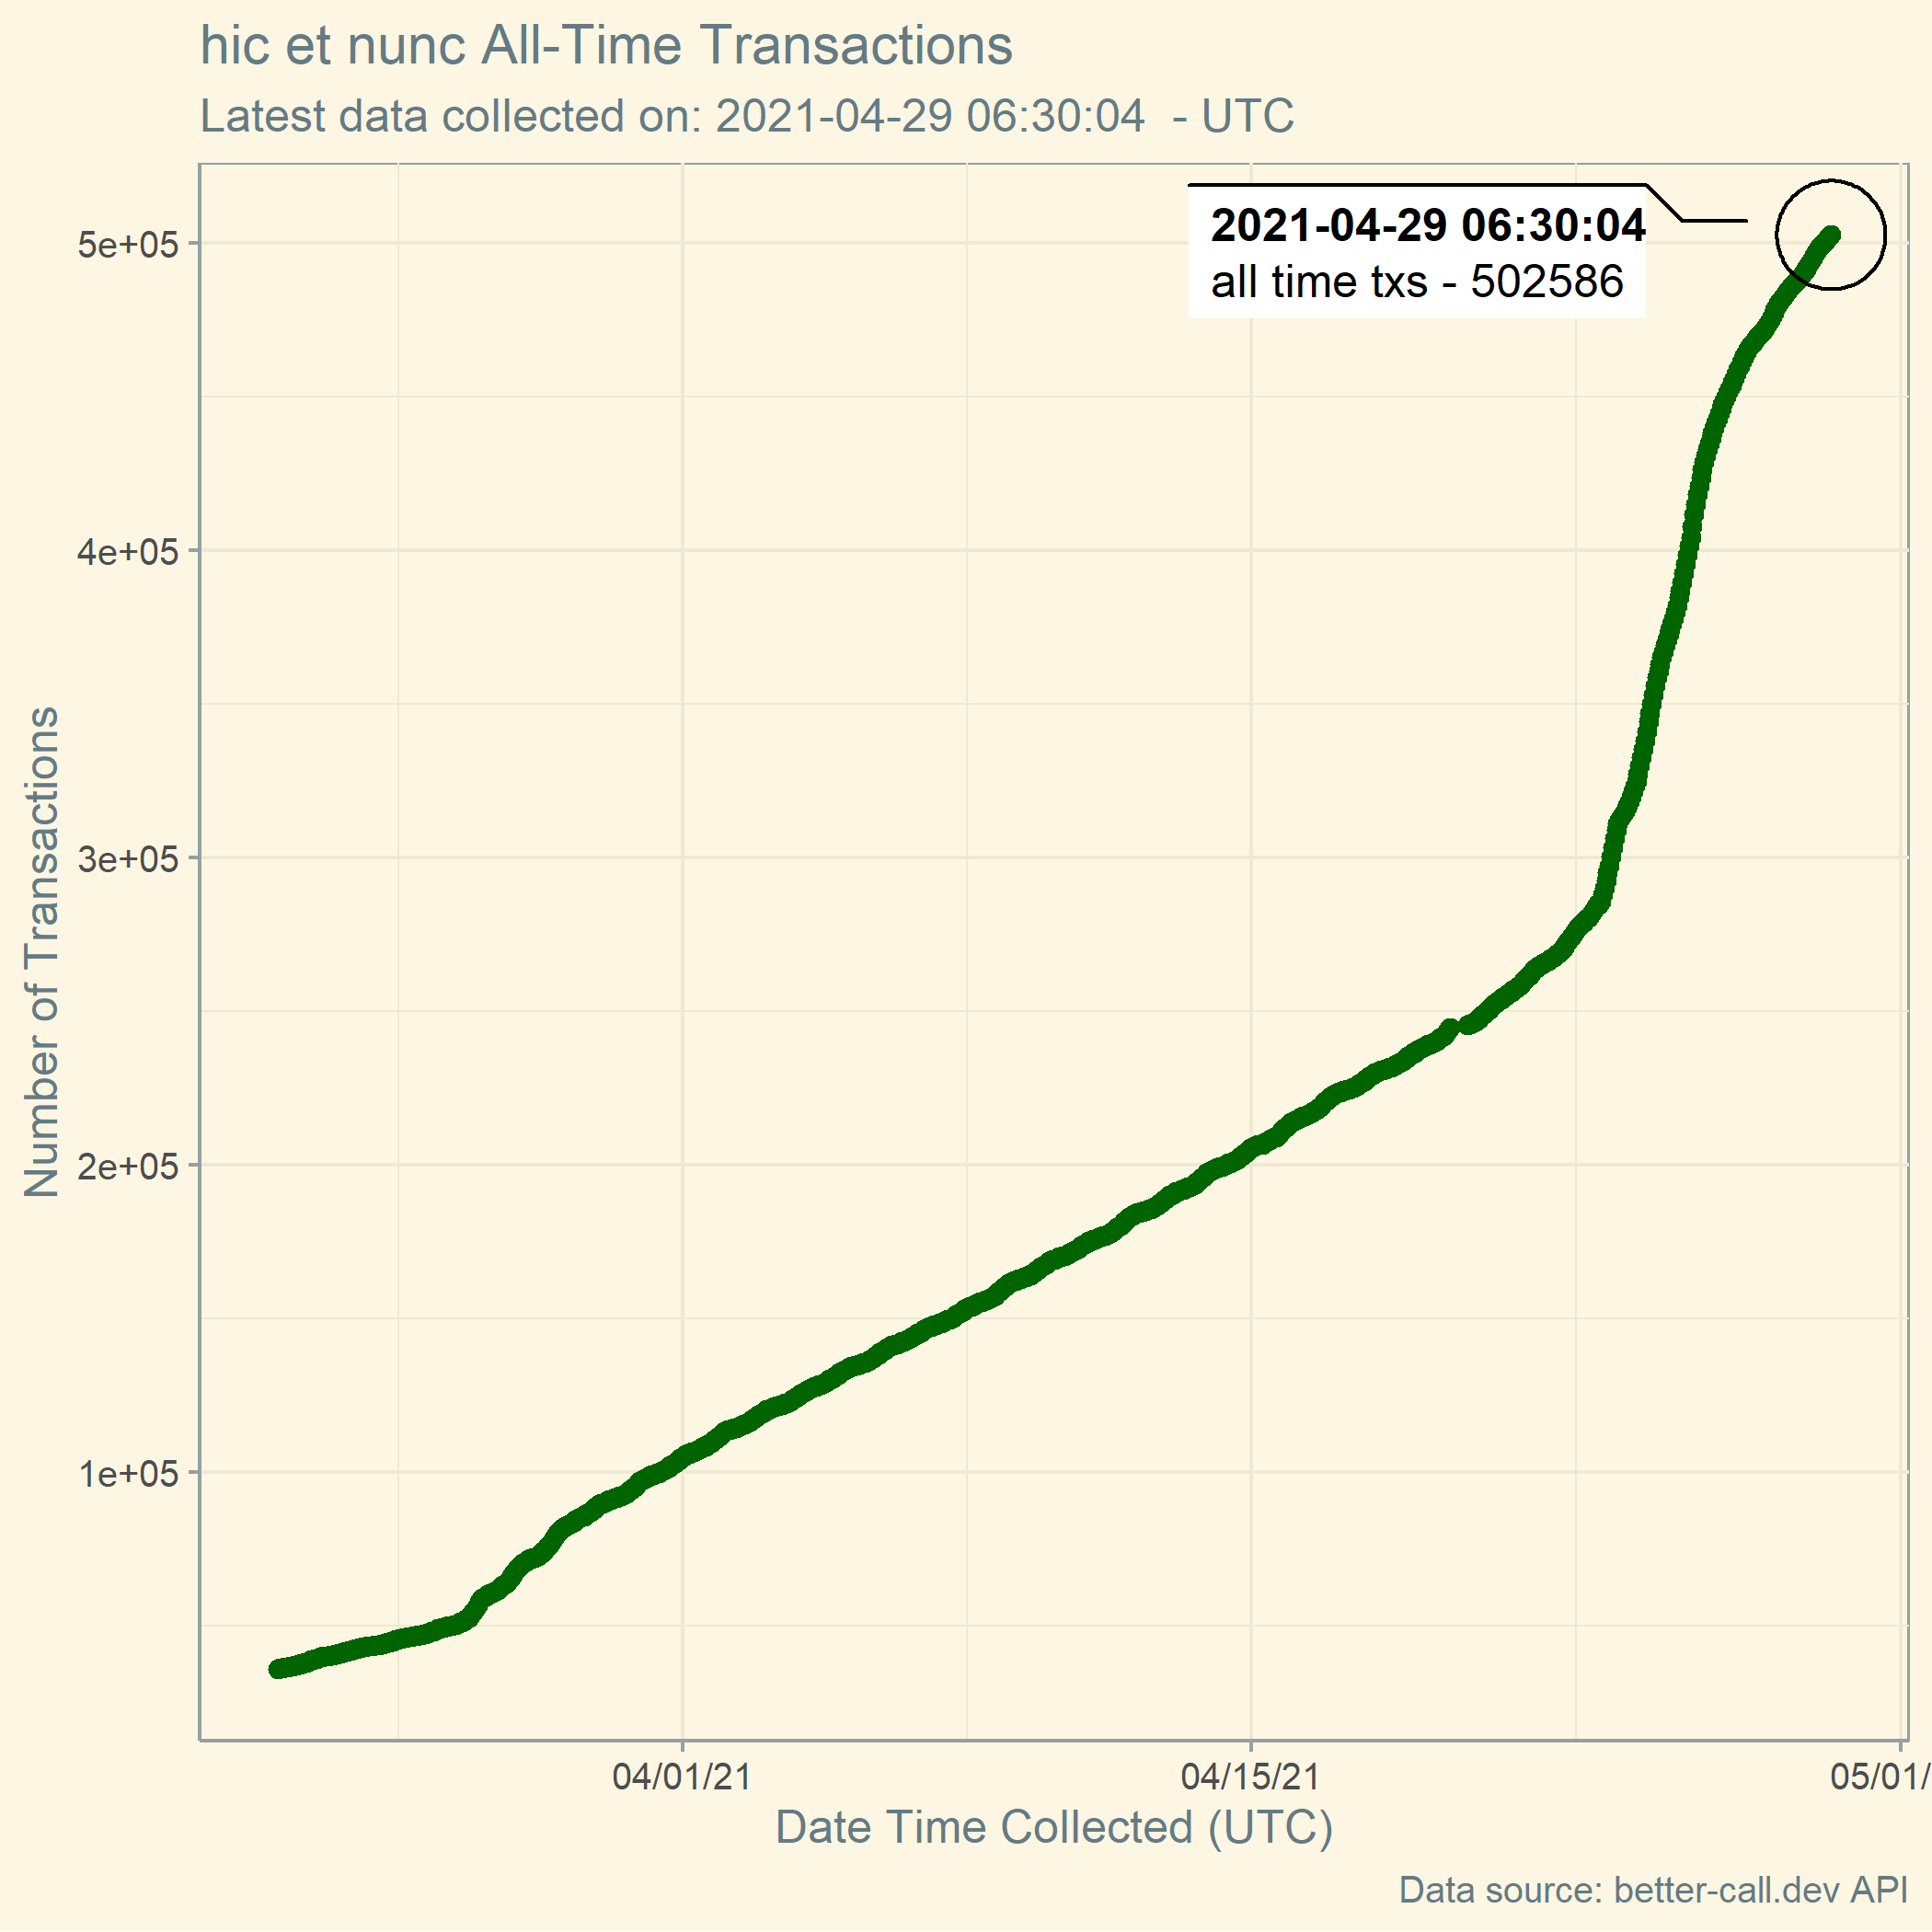 hic et nunc All-Time Transactions
Latest data collected on: 2021-04-29 06:30:04  - UTC
2021-04-29 06:30:04
all time txs - 502586
5e+05
4e+05
3e+05
2e+05
1e+05
Number of Transactions
04/01/21
04/15/21
05/01/
Date Time Collected (UTC)
Data source: better-call.dev API